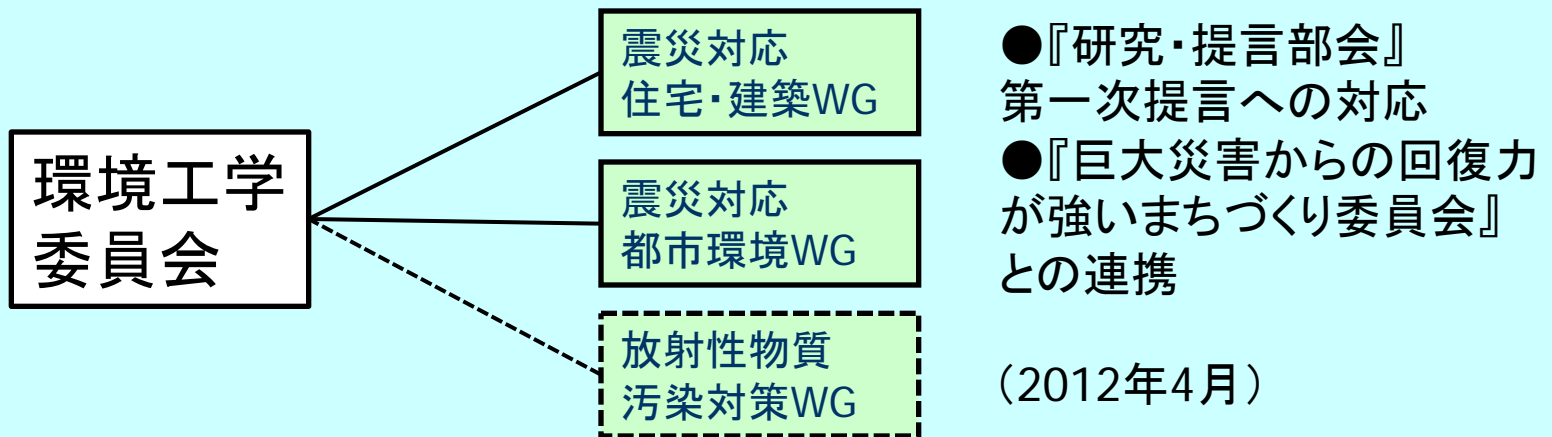 環境工学
委員会
震災対応
住宅・建築WG
震災対応
都市環境WG
放射性物質
汚染対策WG
●『研究・提言部会』
第一次提言への対応
●『巨大災害からの回復力
が強いまちづくり委員会』
との連携
(2012年4月)